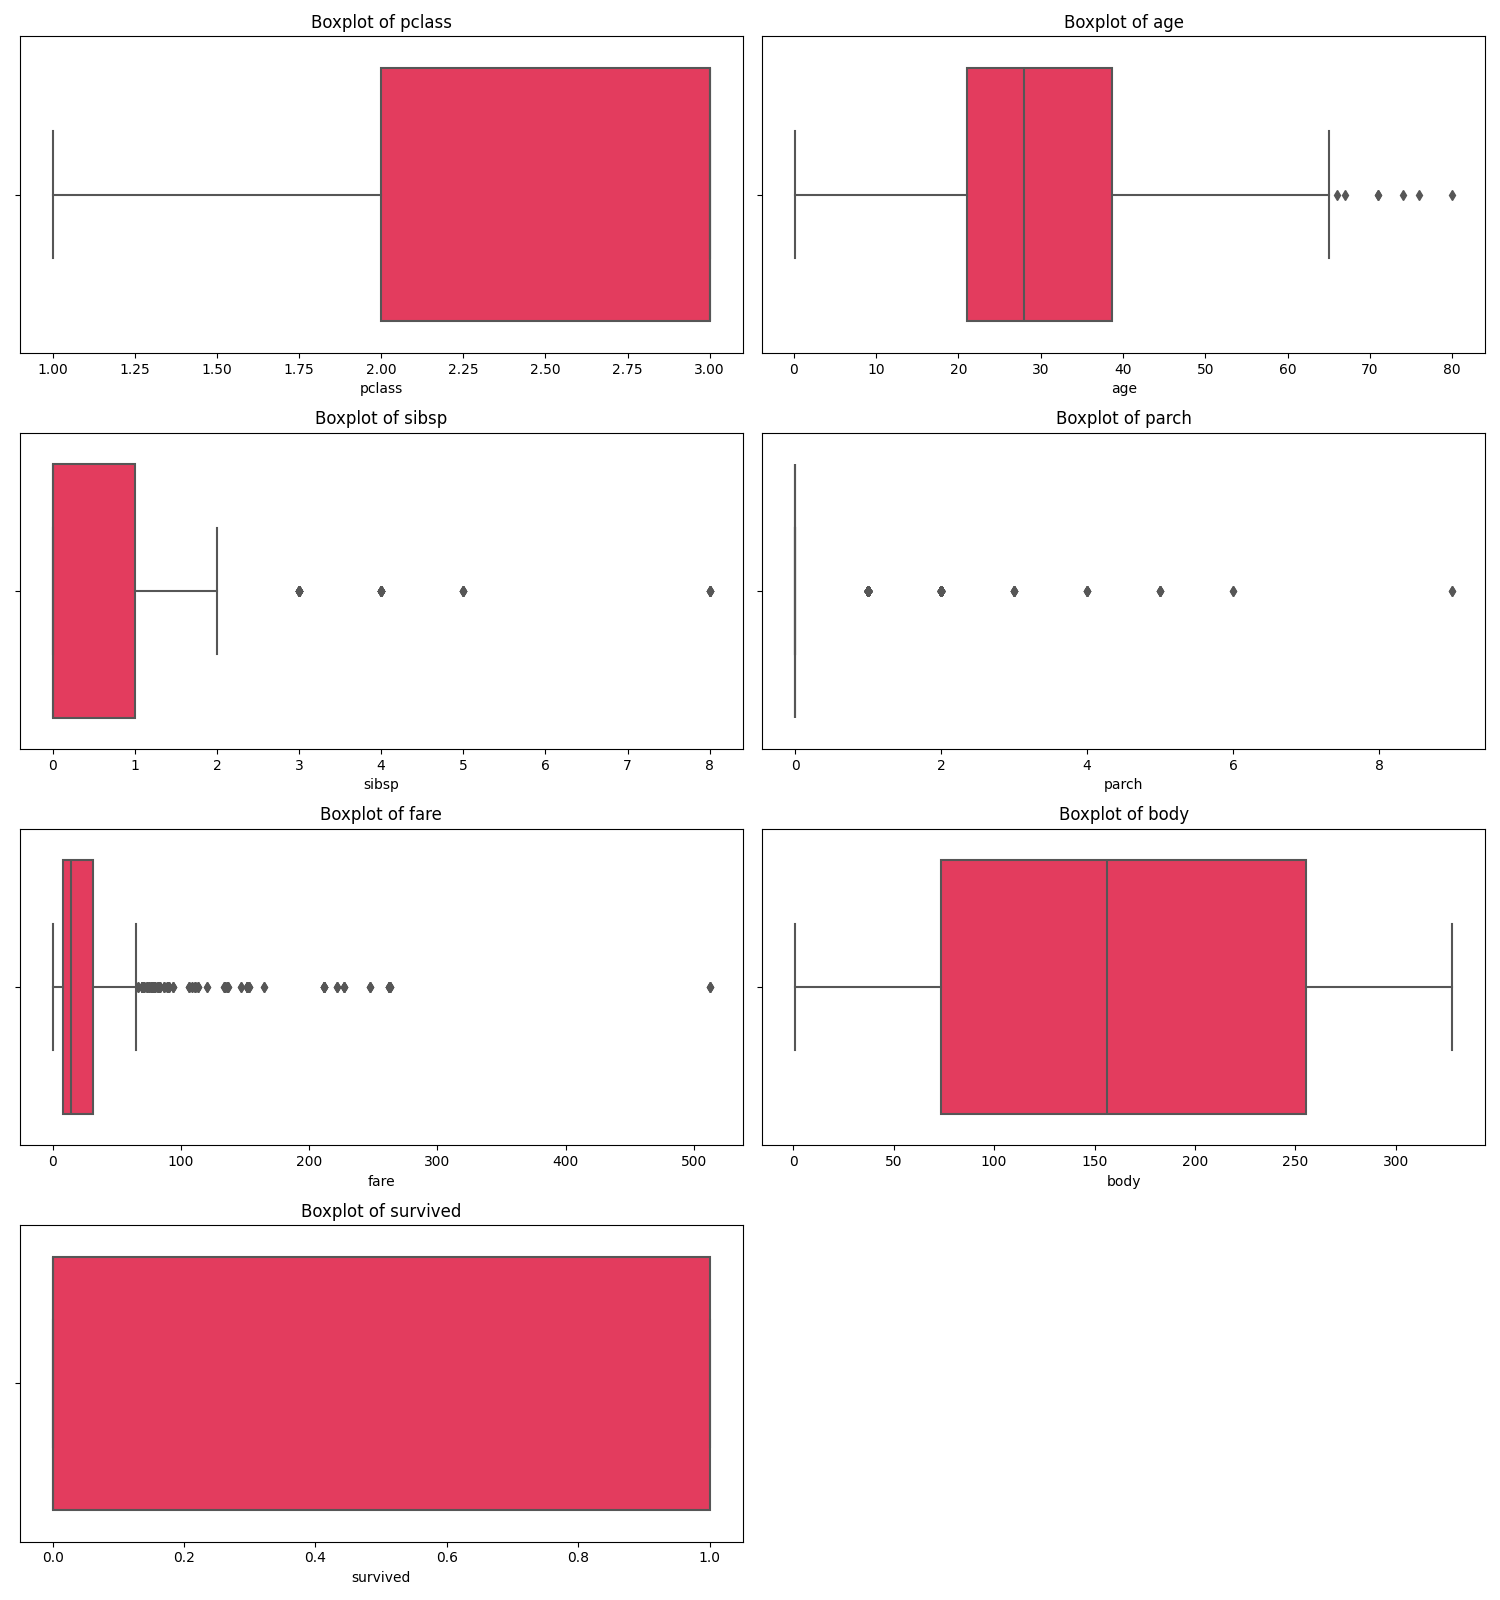 Boxplot of pclass
1.00 1.25 1.50 1.75 2.00 2.25 2.50 2.75 3.00
pclass
Boxplot of age
0 10 20 30 40 50 60 70 80
age
Boxplot of sibsp
0 1 2 3 4 5 6 7 8
sibsp
Boxplot of parch
0 2 4 6 8
parch
Boxplot of fare
0 100 200 300 400 500
fare
Boxplot of body
0 50 100 150 200 250 300
body
Boxplot of survived
0.0 0.2 0.4 0.6 0.8 1.0
survived